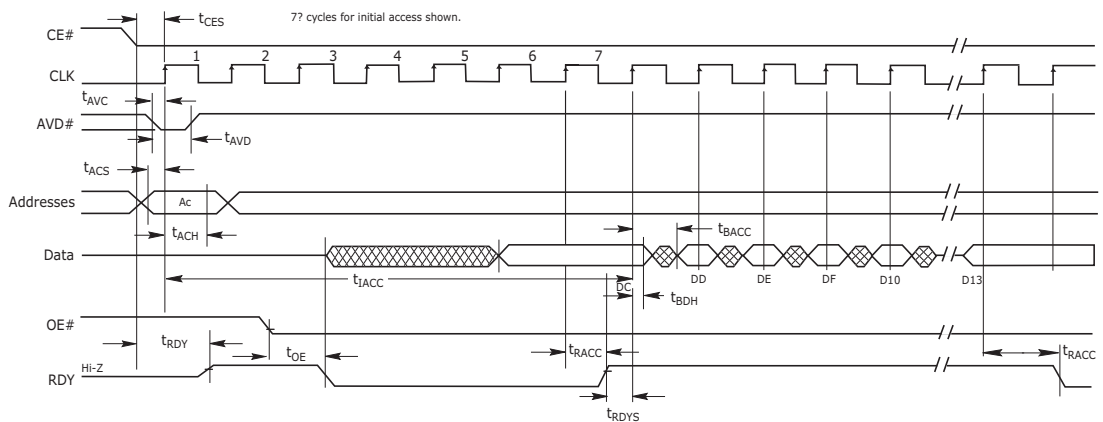 7? cycles for initial access shown.
tCES
CE#
1 2 3 4 5 6 7
CLK
tAVC
AVD#
tAVD
tACS
Addresses
Ac
tACH
tBACC
Data
tIACC
DC DD DE DF D10 D13
tBDH
OE#
tRDY
tOE
tRACC
tRACC
Hi-Z
RDY
tRDYS